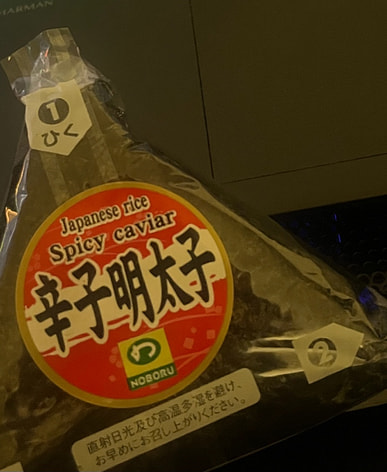 HARMAN
1
ひく
Japanese rice
Spicy caviar
辛子明太子
NOBORU
2
直射日光及び高温多湿を避け、
お早めにお召し上がりください。